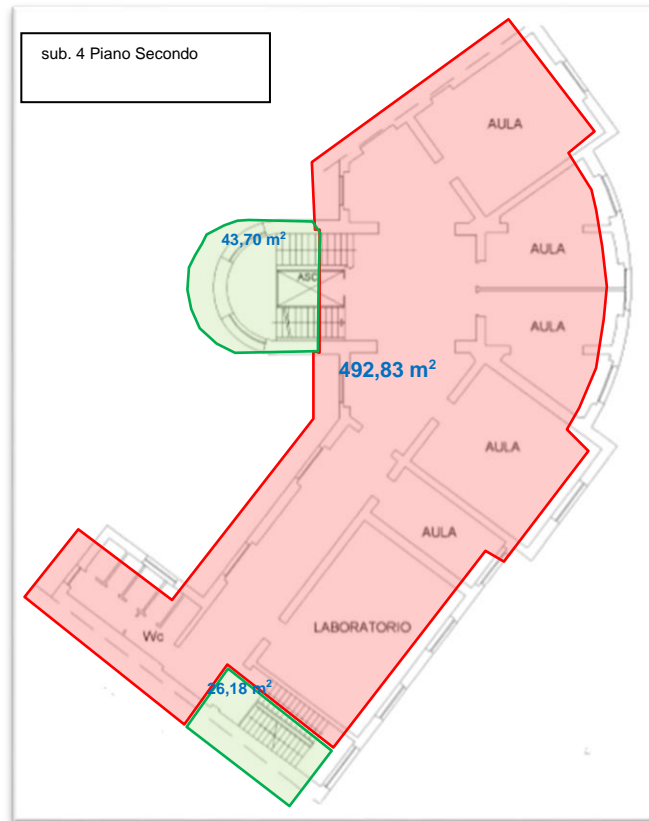 sub. 4 Piano Secondo
AULA
43,70 m²
AULA
ASC
AULA
492,83 m²
AULA
AULA
LABORATORIO
Wc
26,18 m²